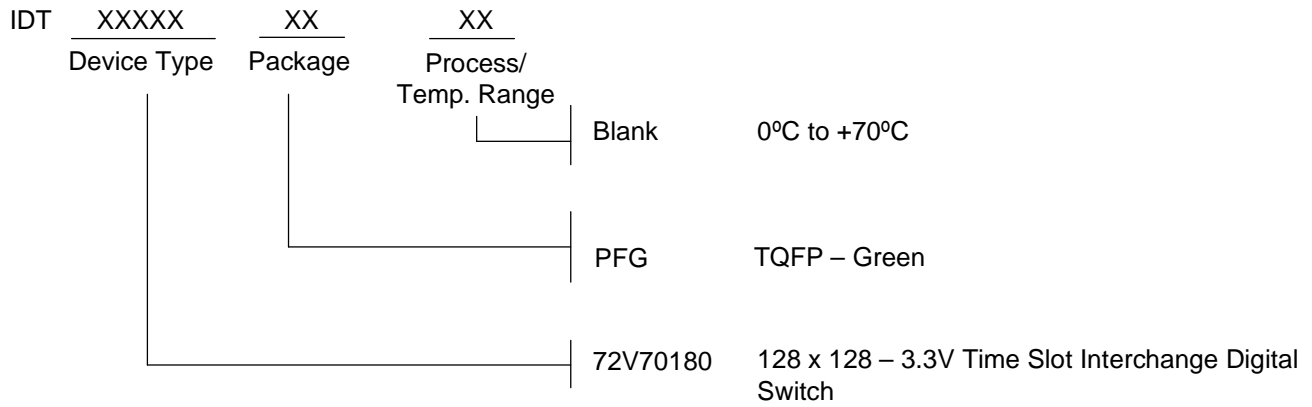 IDT XXXXX XX XX
Device Type Package Process/
Temp. Range
Blank 0ºC to +70ºC
PFG TQFP – Green
72V70180 128 x 128 – 3.3V Time Slot Interchange Digital
Switch